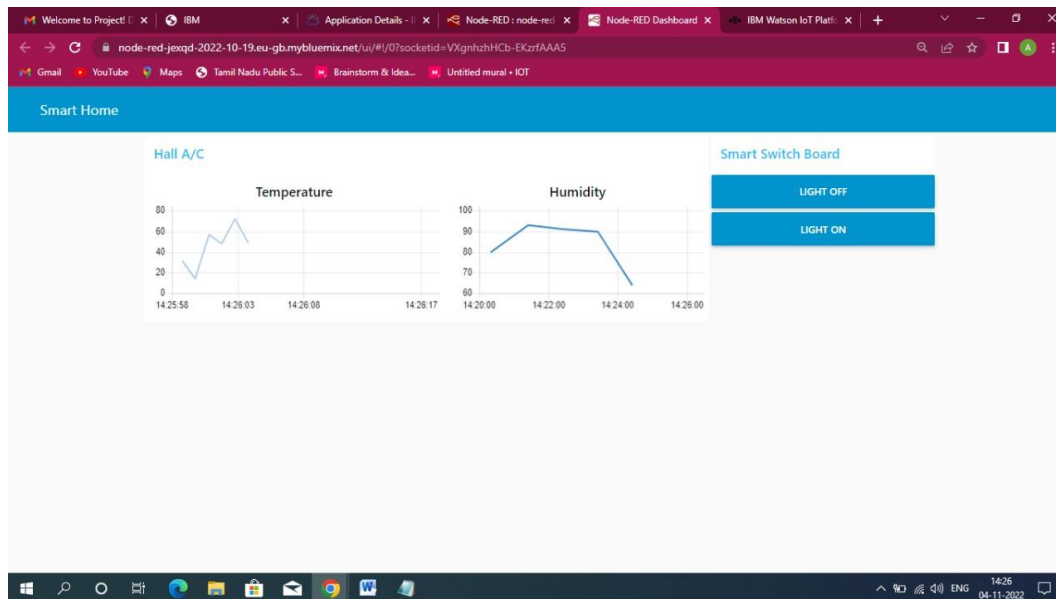 Welcome to Project! D
IBM
Application Details - I
Node-RED : node-red
Node-RED Dashboard
IBM Watson IoT Platfo
node-red-jexqd-2022-10-19.eu-gb.mybluemix.net/ui/#!/0?socketid=VXgnhzhHCb-EKzrfAAA5
A
Gmail
YouTube
Maps
Tamil Nadu Public S...
Brainstorm & Idea...
Untitled mural • IOT
Smart Home
Hall A/C
Temperature
80
60
40
20
0
14:25:58
14:26:03
14:26:08
14:26:17
Humidity
100
90
80
70
60
14:20:00
14:22:00
14:24:00
14:26:00
Smart Switch Board
LIGHT OFF
LIGHT ON
ENG
14:26
04-11-2022